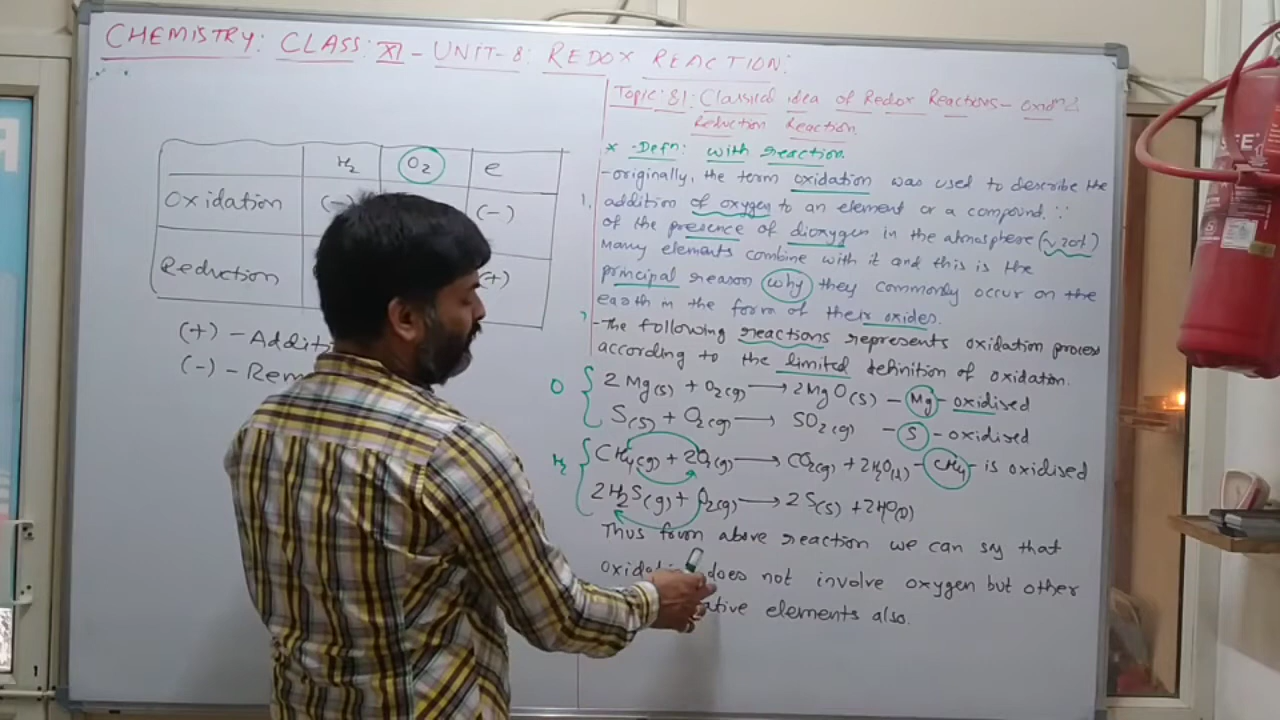 CHEMISTRY: CLASS: XI - UNIT-8: REDOX REACTION:
H2 O2 e
Oxidation (-) (-)
Reduction (+)
(+) - Additi
(-) - Rem
Topic: 8.1: Classical idea of Redox Reactions - oxidn &
Reduction Reaction.
* -Defn: with reaction.
-originally, the term oxidation was used to describe the
1. addition of oxygen to an element or a compound. ∵
of the presence of dioxygen in the atmosphere (~20%)
Many elements combine with it and this is the
principal reason why they commonly occur on the
earth in the form of their oxides.
-The following reactions represents oxidation process
according to the limited definition of oxidation.
O { 2Mg(s) + O2(g) ⟶ 2MgO(s) - Mg - oxidised
S(s) + O2(g) ⟶ SO2(g) - S - oxidised
H2 { CH4(g) + 2O2(g) ⟶ CO2(g) + 2H2O(l) - CH4 - is oxidised
2H2S(g) + O2(g) ⟶ 2S(s) + 2H2O(l)
Thus from above reaction we can say that
oxidati does not involve oxygen but other
ative elements also.